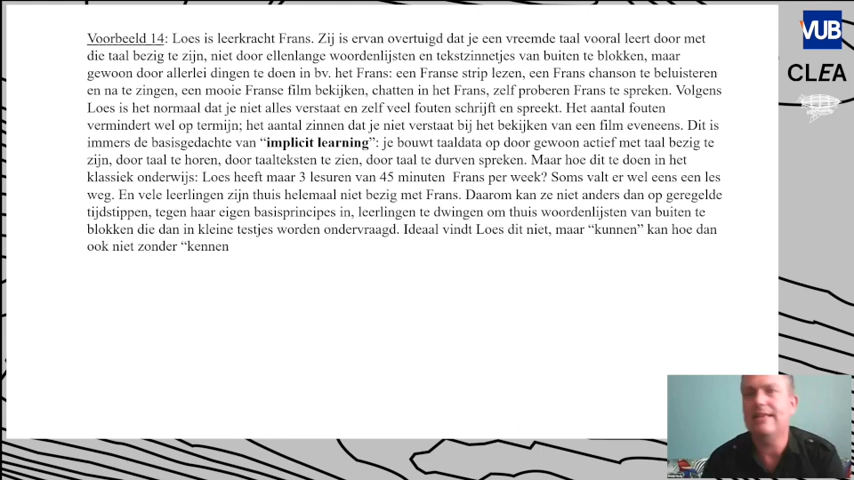 Voorbeeld 14: Loes is leerkracht Frans. Zij is ervan overtuigd dat je een vreemde taal vooral leert door met
die taal bezig te zijn, niet door ellenlange woordenlijsten en tekstzinnetjes van buiten te blokken, maar
gewoon door allerlei dingen te doen in bv. het Frans: een Franse strip lezen, een Frans chanson te beluisteren
en na te zingen, een mooie Franse film bekijken, chatten in het Frans, zelf proberen Frans te spreken. Volgens
Loes is het normaal dat je niet alles verstaat en zelf veel fouten schrijft en spreekt. Het aantal fouten
vermindert wel op termijn; het aantal zinnen dat je niet verstaat bij het bekijken van een film eveneens. Dit is
immers de basisgedachte van “implicit learning”: je bouwt taaldata op door gewoon actief met taal bezig te
zijn, door taal te horen, door taalteksten te zien, door taal te durven spreken. Maar hoe dit te doen in het
klassiek onderwijs: Loes heeft maar 3 lesuren van 45 minuten Frans per week? Soms valt er wel eens een les
weg. En vele leerlingen zijn thuis helemaal niet bezig met Frans. Daarom kan ze niet anders dan op geregelde
tijdstippen, tegen haar eigen basisprincipes in, leerlingen te dwingen om thuis woordenlijsten van buiten te
blokken die dan in kleine testjes worden ondervraagd. Ideaal vindt Loes dit niet, maar “kunnen” kan hoe dan
ook niet zonder “kennen
VUB
CLEA